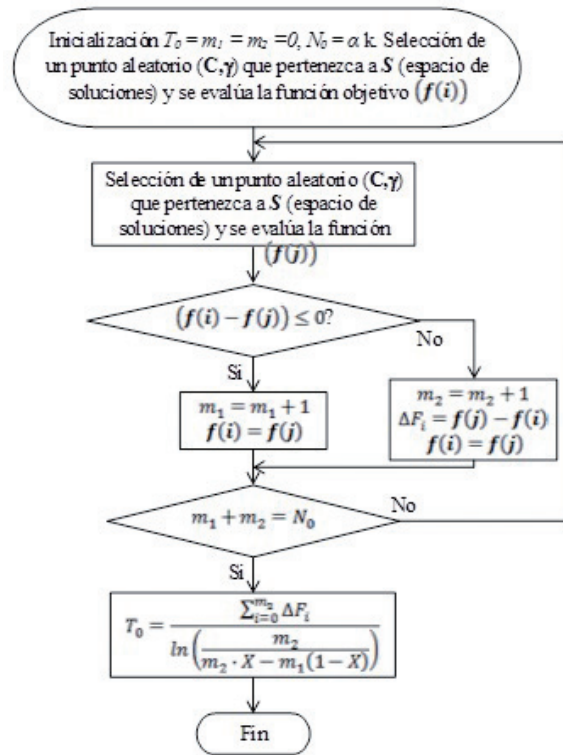 Inicialización T₀ = m₁ = m₂ =0, N₀ = α k. Selección de
un punto aleatorio (C,γ) que pertenezca a S (espacio de
soluciones) y se evalúa la función objetivo (f(i))
Selección de un punto aleatorio (C,γ)
que pertenezca a S (espacio de
soluciones) y se evalúa la función
(f(j))
(f(i) − f(j)) ≤ 0?
No
Si
m₁ = m₁ + 1
f(i) = f(j)
m₂ = m₂ + 1
ΔFᵢ = f(j) − f(i)
f(i) = f(j)
m₁ + m₂ = N₀
No
Si
T₀ = ∑ᵢ₌₀^m₂ ΔFᵢ / ln(m₂ / (m₂ · X − m₁(1 − X)))
Fin